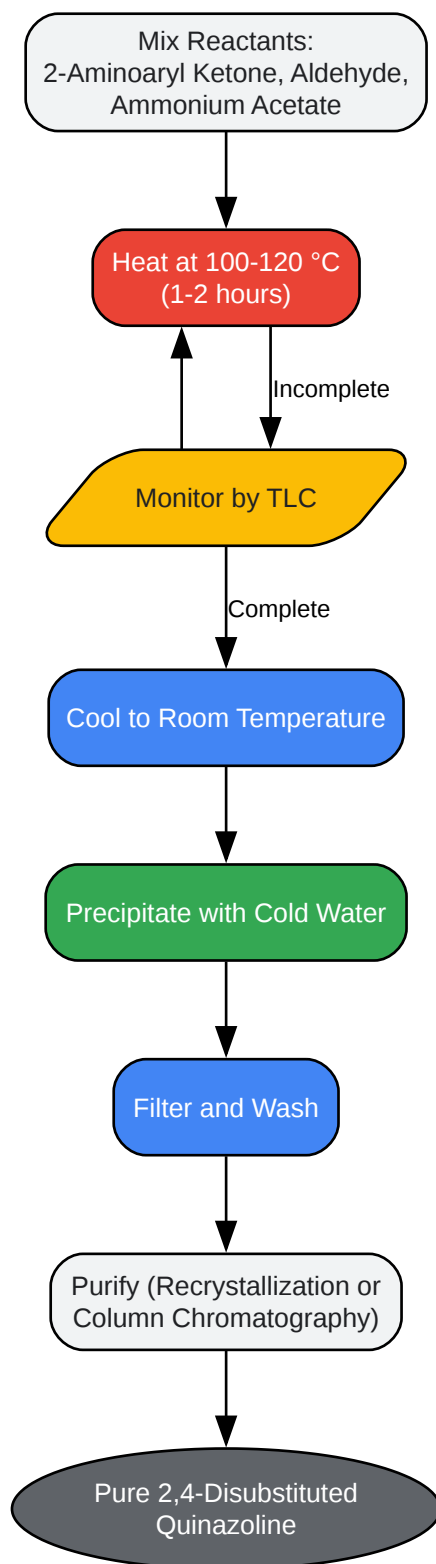 Mix Reactants:
2-Aminoaryl Ketone, Aldehyde,
Ammonium Acetate
Heat at 100-120 °C
(1-2 hours)
Incomplete
Monitor by TLC
Complete
Cool to Room Temperature
Precipitate with Cold Water
Filter and Wash
Purify (Recrystallization or
Column Chromatography)
Pure 2,4-Disubstituted
Quinazoline